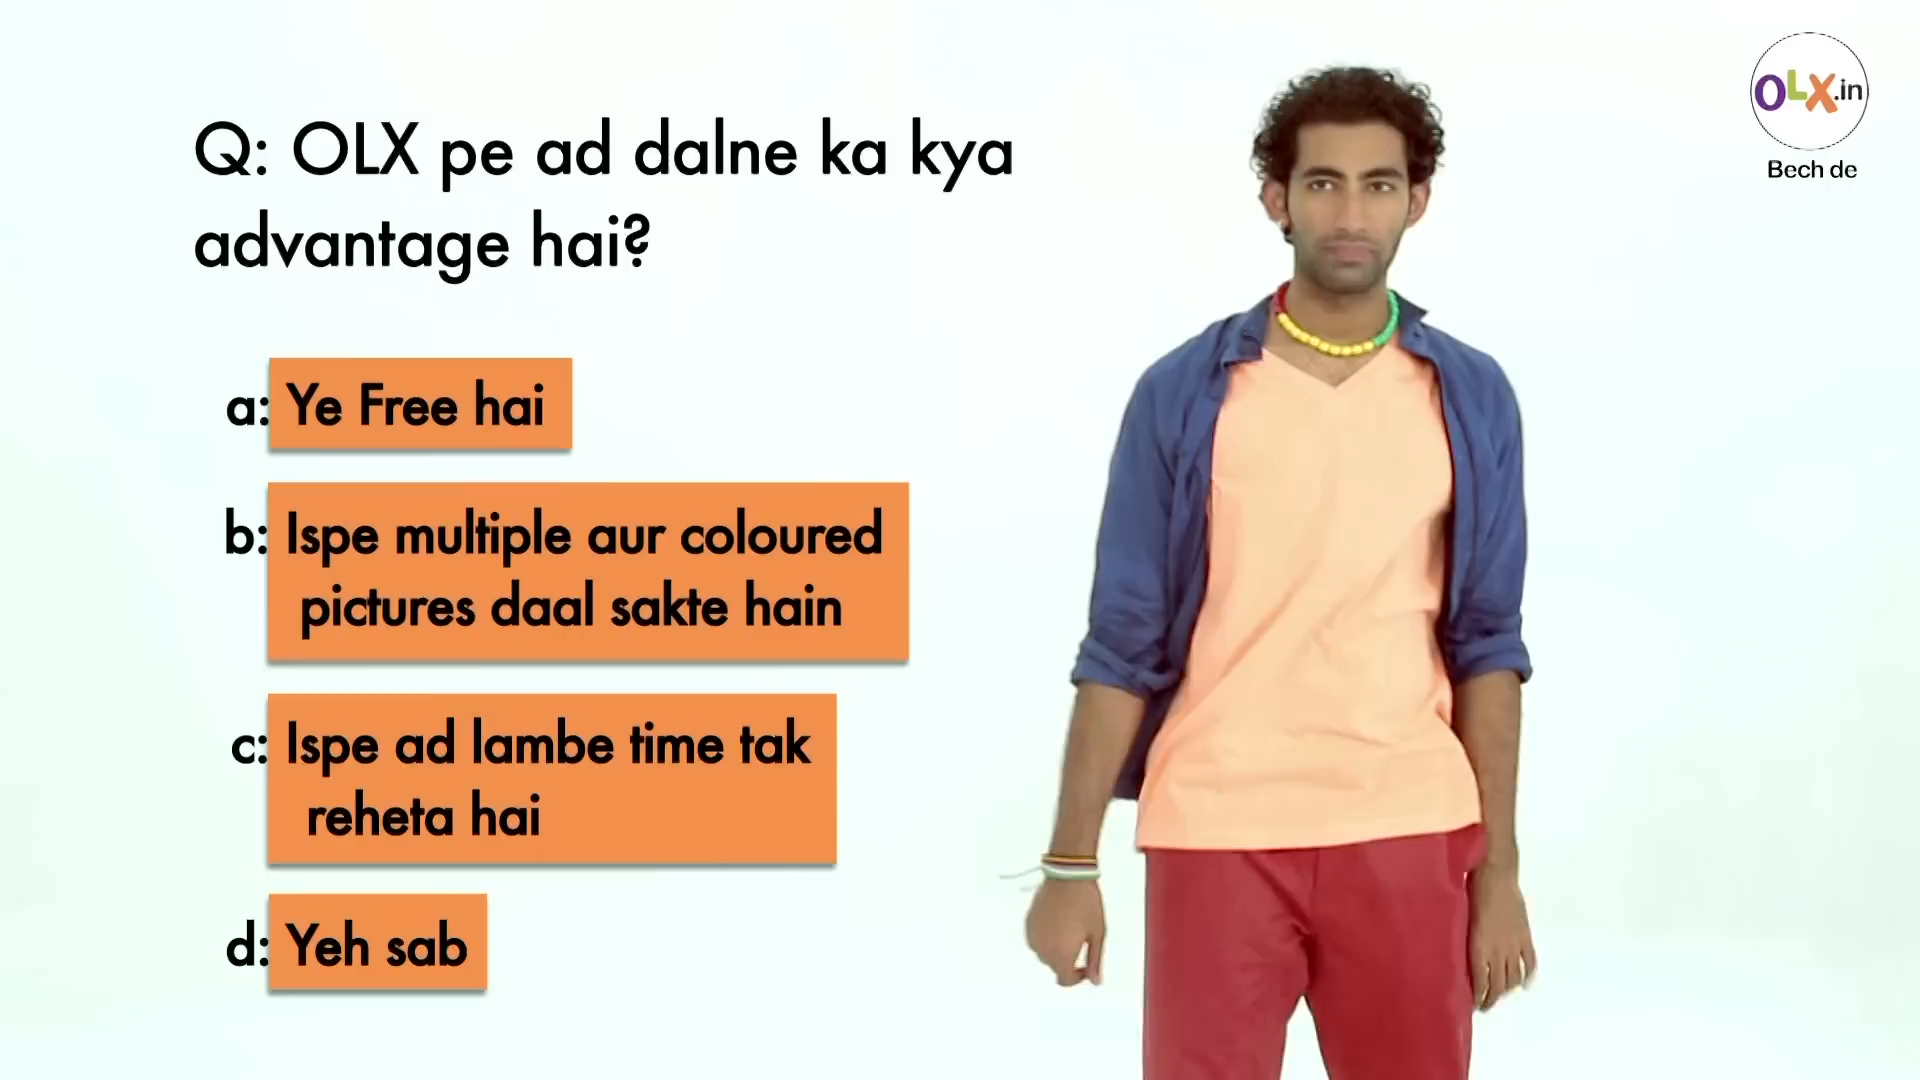 OLX.in
Bech de
Q: OLX pe ad dalne ka kya
advantage hai?
a: Ye Free hai
b: Ispe multiple aur coloured
pictures daal sakte hain
c: Ispe ad lambe time tak
reheta hai
d: Yeh sab